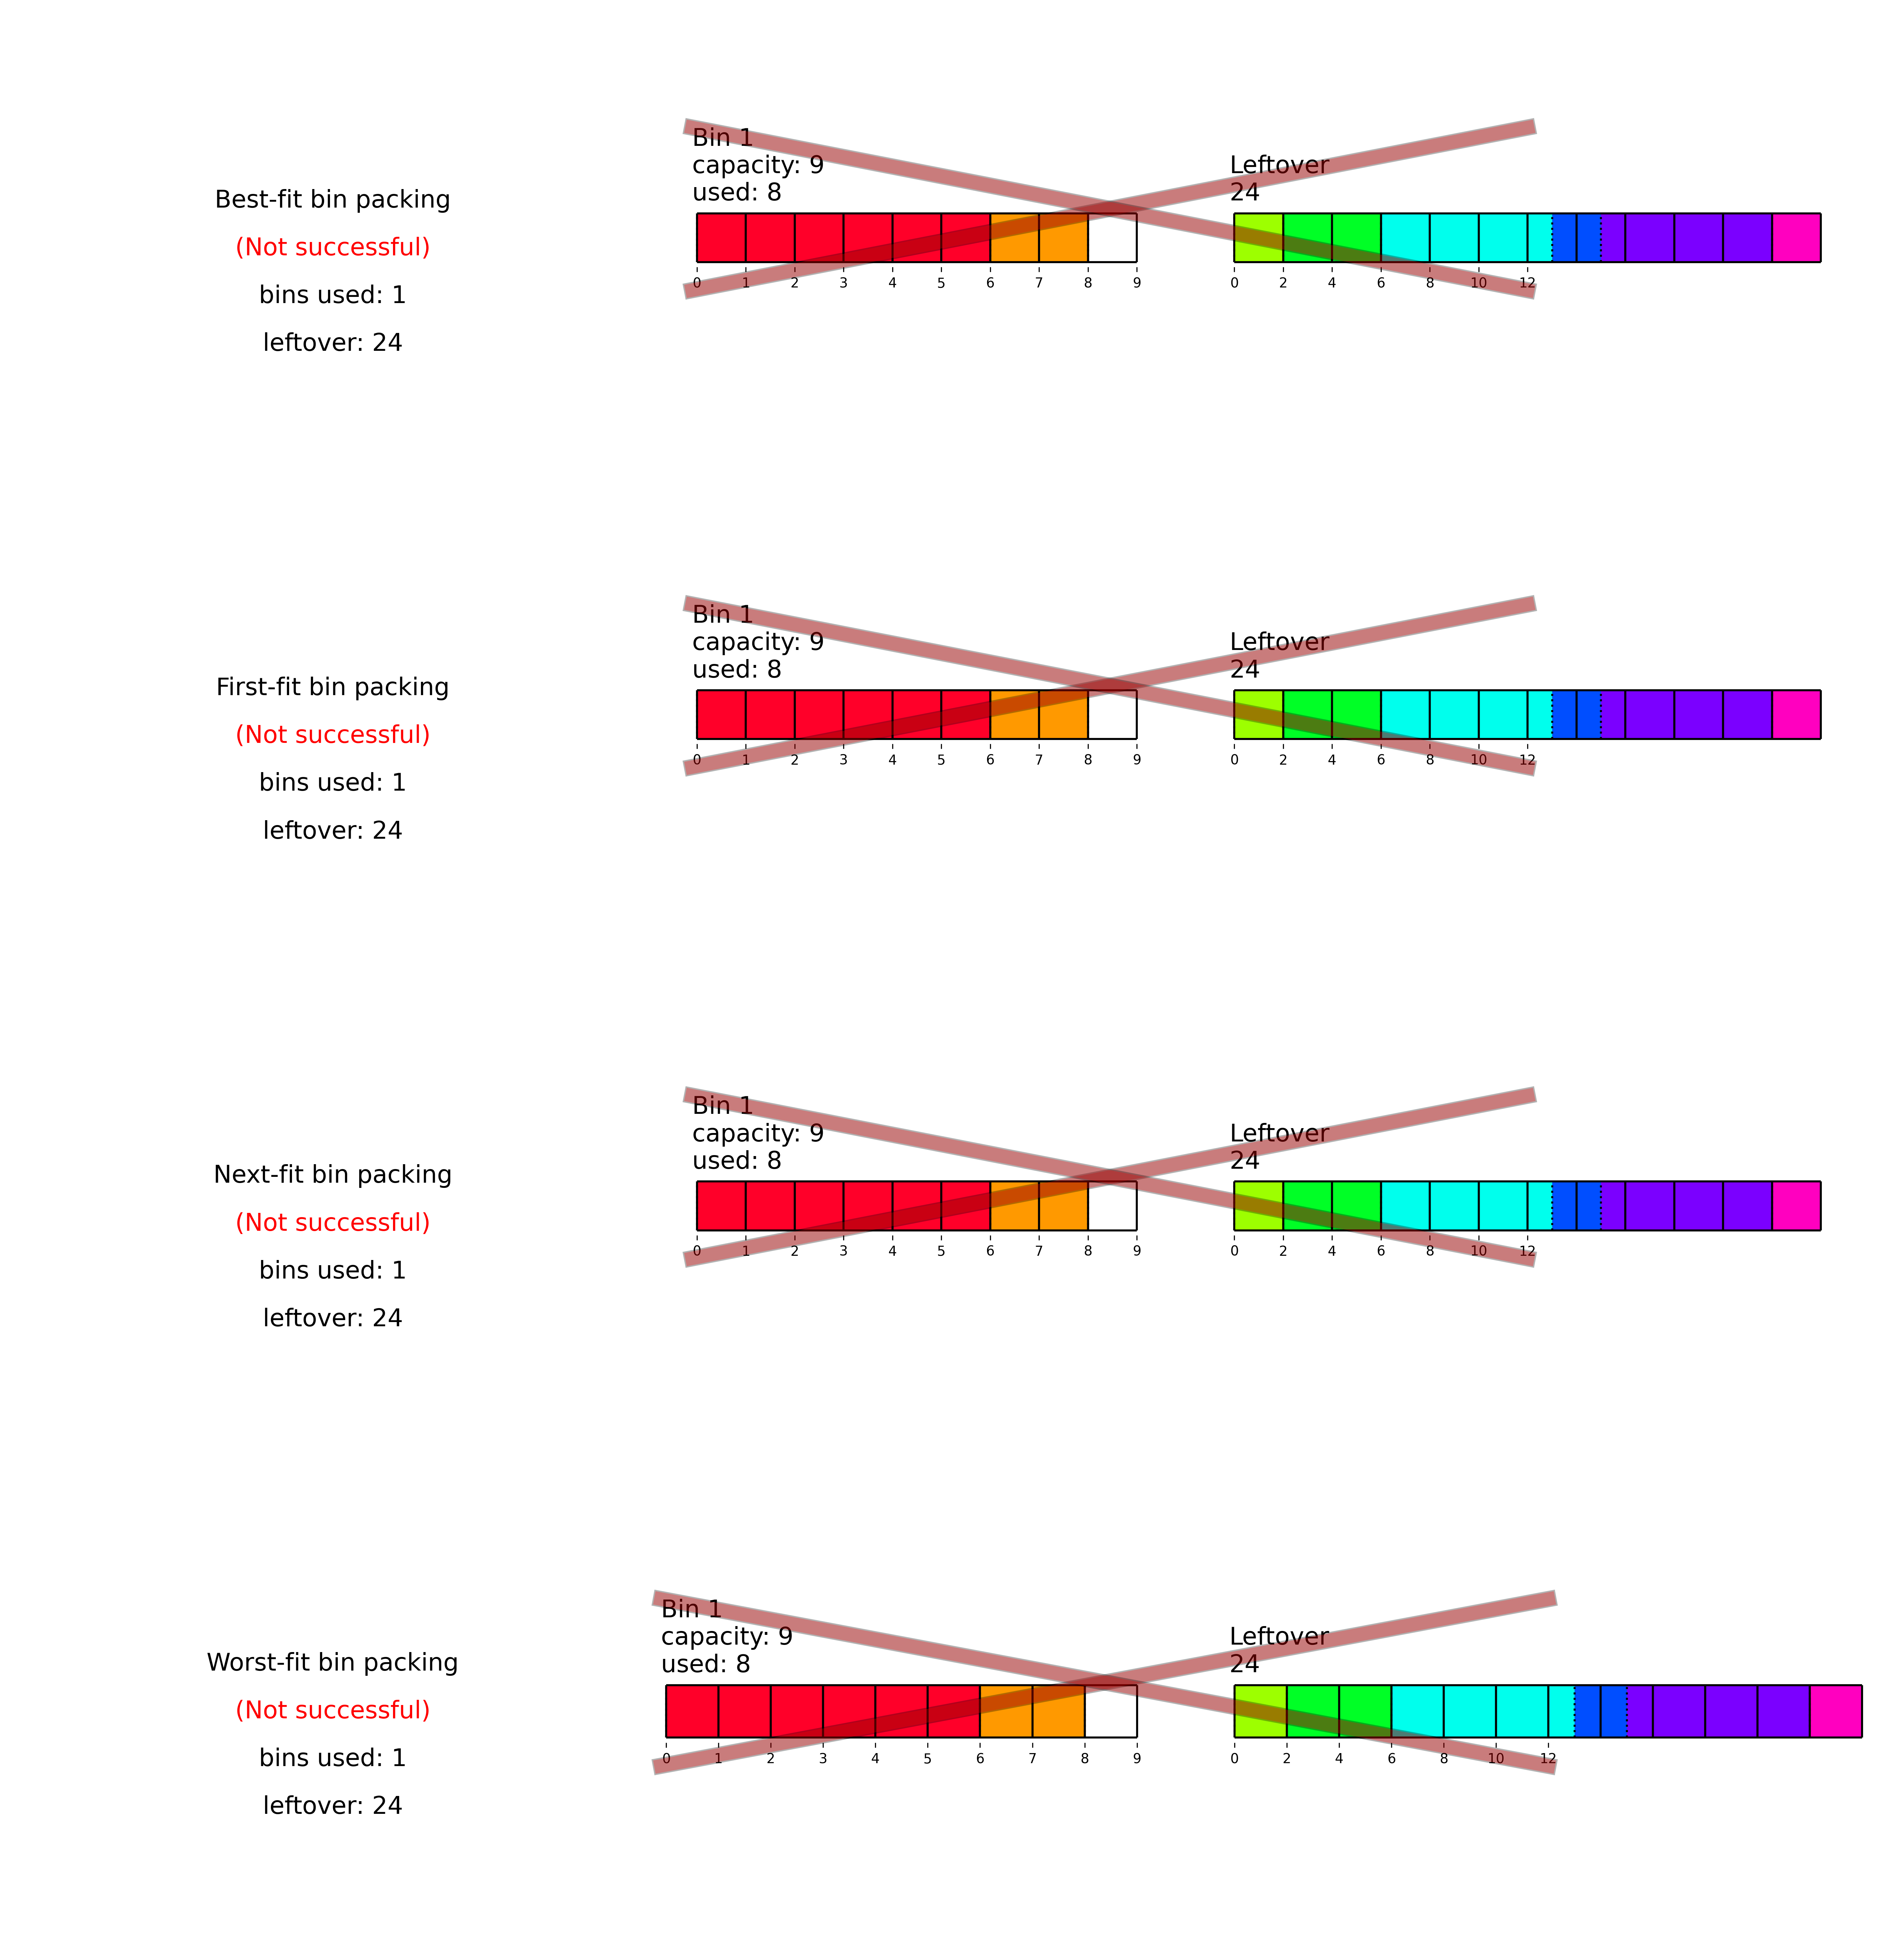 Best-fit bin packing
(Not successful)
bins used: 1
leftover: 24
Bin 1
capacity: 9
used: 8
0 1 2 3 4 5 6 7 8 9
Leftover
24
0 2 4 6 8 10 12
First-fit bin packing
(Not successful)
bins used: 1
leftover: 24
Bin 1
capacity: 9
used: 8
0 1 2 3 4 5 6 7 8 9
Leftover
24
0 2 4 6 8 10 12
Next-fit bin packing
(Not successful)
bins used: 1
leftover: 24
Bin 1
capacity: 9
used: 8
0 1 2 3 4 5 6 7 8 9
Leftover
24
0 2 4 6 8 10 12
Worst-fit bin packing
(Not successful)
bins used: 1
leftover: 24
Bin 1
capacity: 9
used: 8
0 1 2 3 4 5 6 7 8 9
Leftover
24
0 2 4 6 8 10 12